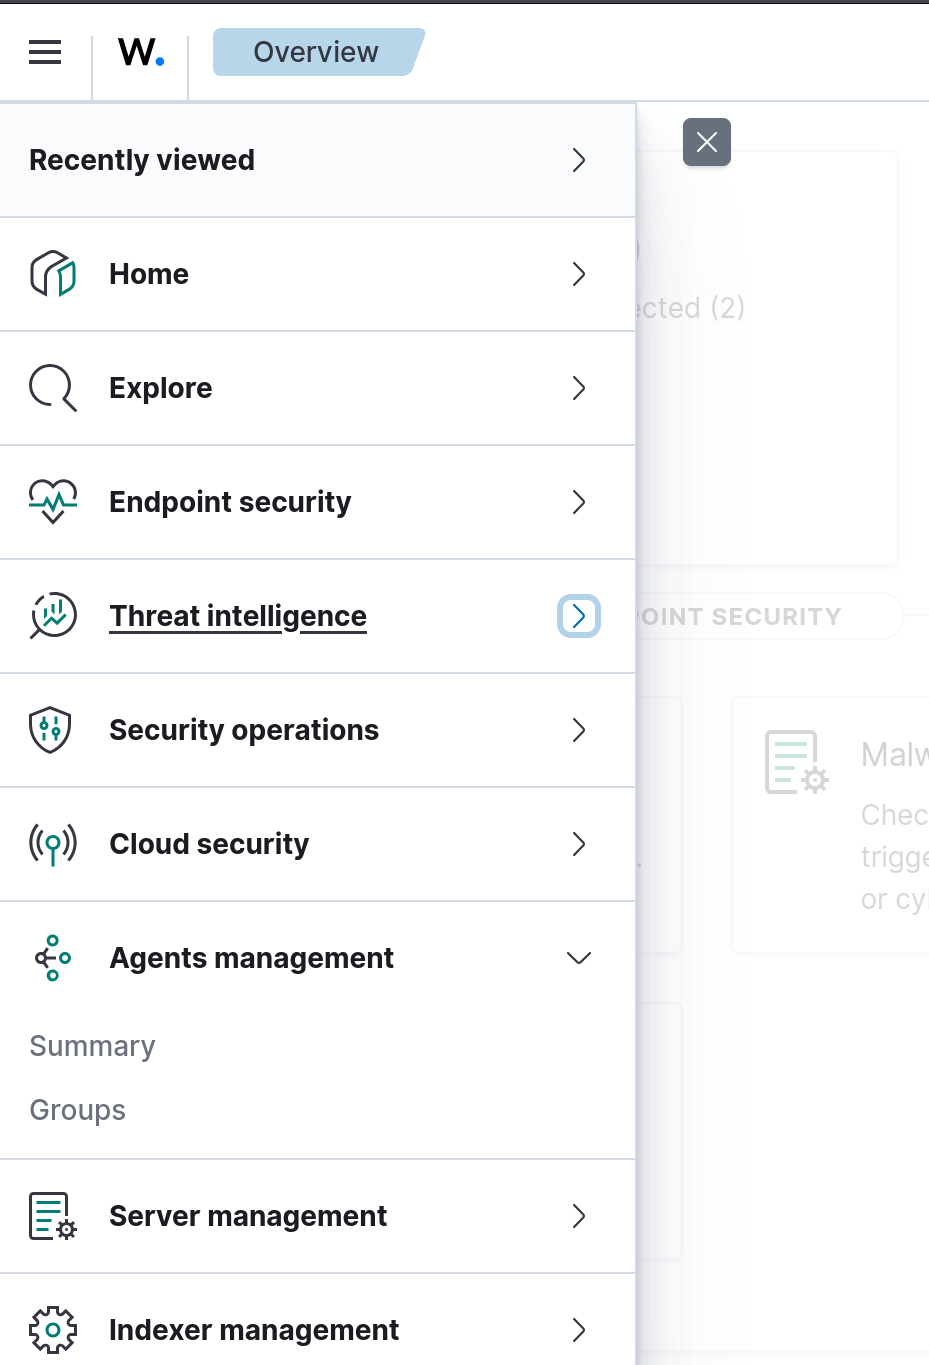 W.
Overview
Recently viewed
Home
ected (2)
Explore
Endpoint security
Threat intelligence
OINT SECURITY
Security operations
Malw
Chec
Cloud security
trigge
or cy
Agents management
Summary
Groups
Server management
Indexer management